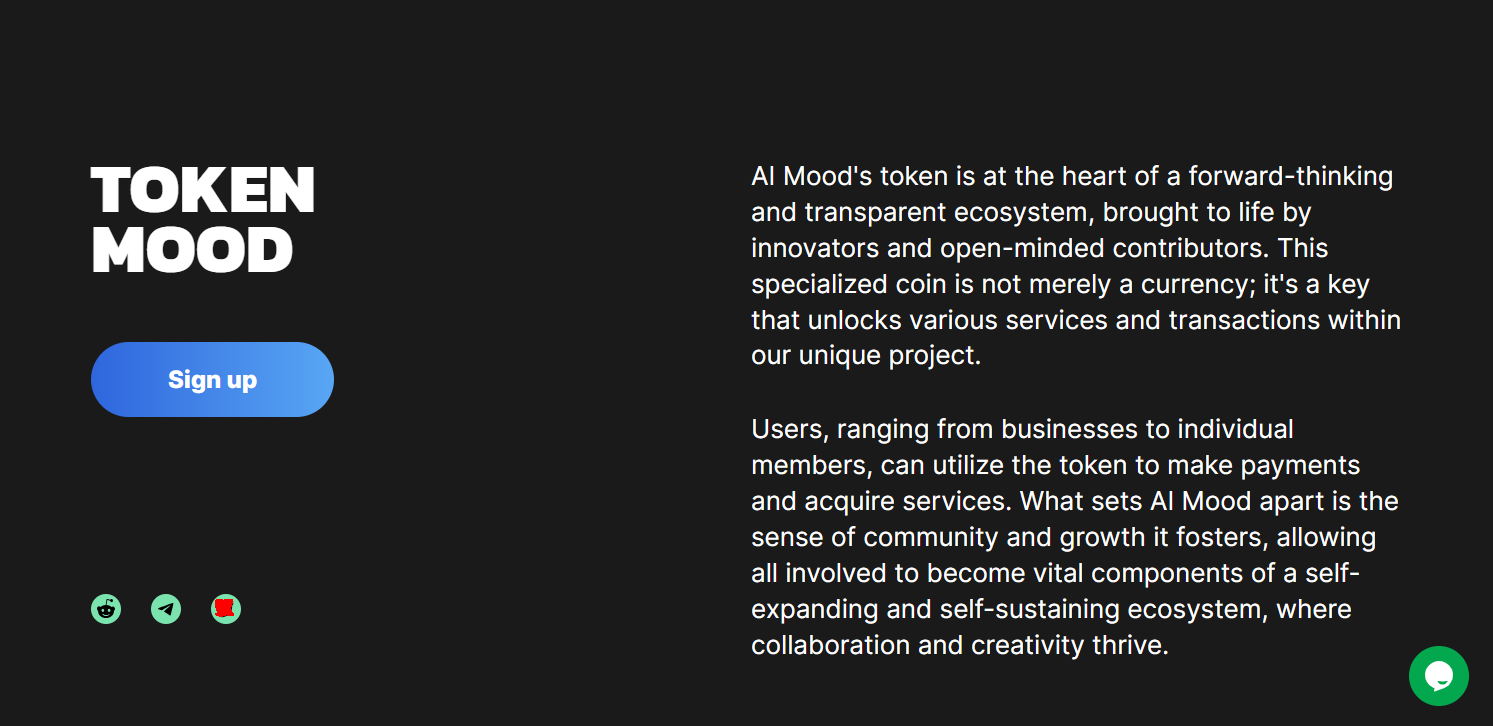 TOKEN
MOOD
Sign up
AI Mood's token is at the heart of a forward-thinking
and transparent ecosystem, brought to life by
innovators and open-minded contributors. This
specialized coin is not merely a currency; it's a key
that unlocks various services and transactions within
our unique project.
Users, ranging from businesses to individual
members, can utilize the token to make payments
and acquire services. What sets AI Mood apart is the
sense of community and growth it fosters, allowing
all involved to become vital components of a self-
expanding and self-sustaining ecosystem, where
collaboration and creativity thrive.